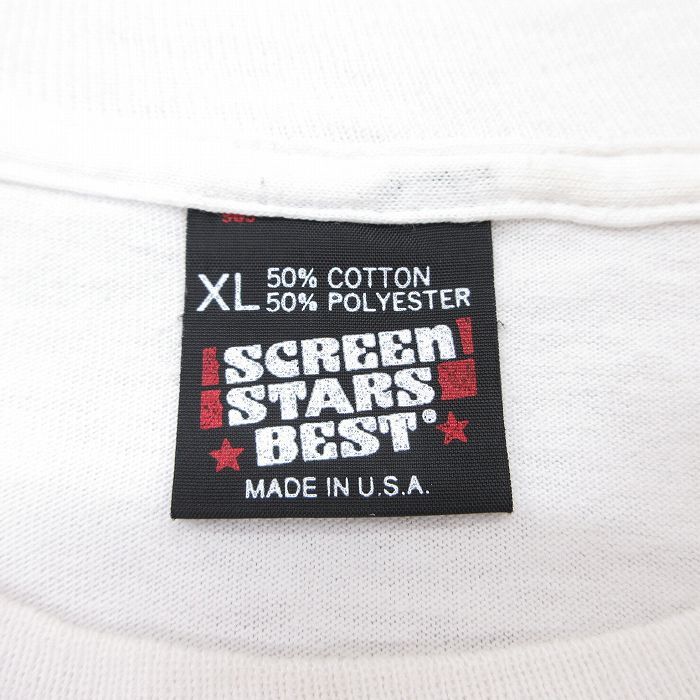 XL 50% COTTON
50% POLYESTER
SCREEN
STARS
BEST®
MADE IN U.S.A.